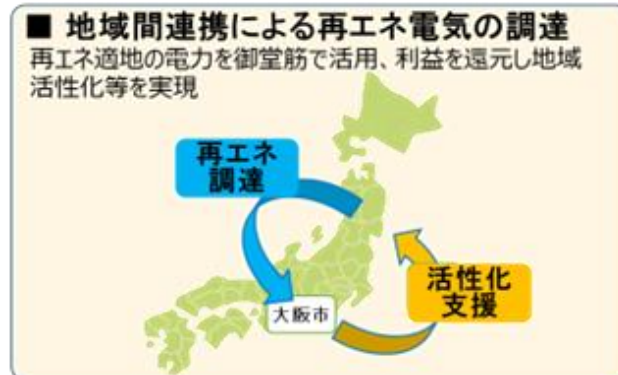 ■ 地域間連携による再エネ電気の調達
再エネ適地の電力を御堂筋で活用、利益を還元し地域
活性化等を実現
再エネ
調達
活性化
支援
大阪市